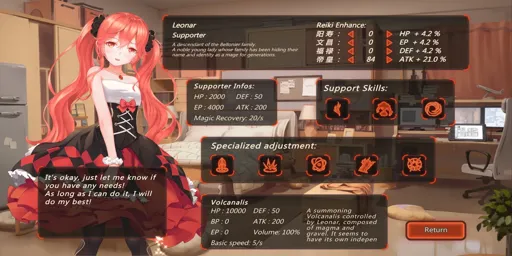 Leonar
Supporter
A descendant of the Beltoner family.
A noble young lady whose family has been hiding their
name and identity as a mage for generations.
Reiki Enhance:
阳寿 : 0 HP + 4.2 %
文昌 : 0 EP + 4.2 %
福禄 : 0 DEF + 4.2 %
帝皇 : 84 ATK + 21.0 %
Supporter Infos:
HP : 2000 DEF : 50
EP : 4000 ATK : 200
Magic Recovery: 20/s
Support Skills:
Specialized adjustment:
It's okay, just let me know if
you have any needs!
As long as I can do it, I will
do my best!
Volcanalis
HP : 10000 DEF : 50
BP : 0 ATK : 200
EP : 0 Volume: 100%
Basic speed: 5/s
A summoning
Volcanalis controlled
by Leonar, composed
of magma and
gravel. It seems to
have its own indepen
Return